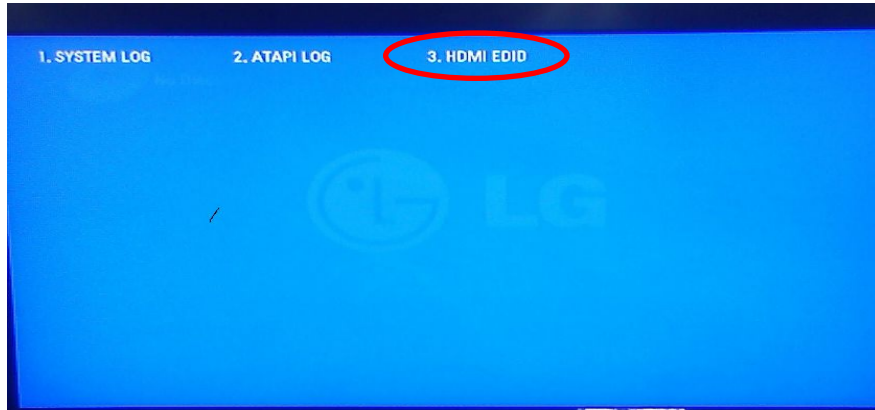 1. SYSTEM LOG 2. ATAPI LOG 3. HDMI EDID
LG